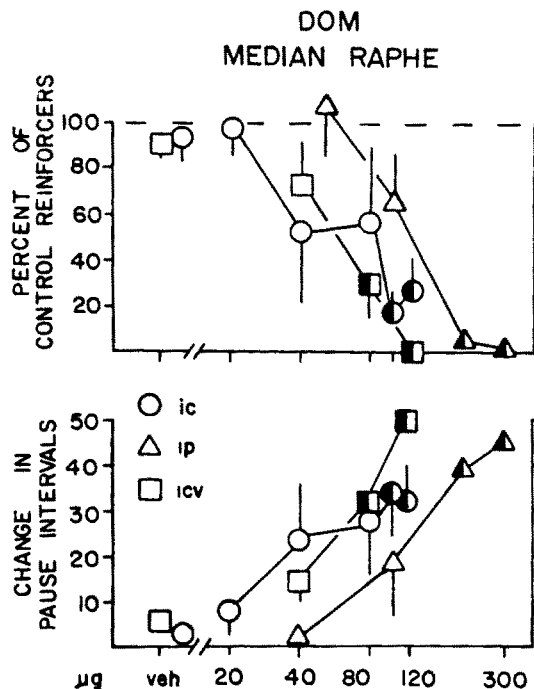 DOM
MEDIAN RAPHE
PERCENT OF
CONTROL REINFORCERS
100
80
60
40
20
CHANGE IN
PAUSE INTERVALS
50
40
30
20
10
ic
ip
icv
µg veh 20 40 80 120 300